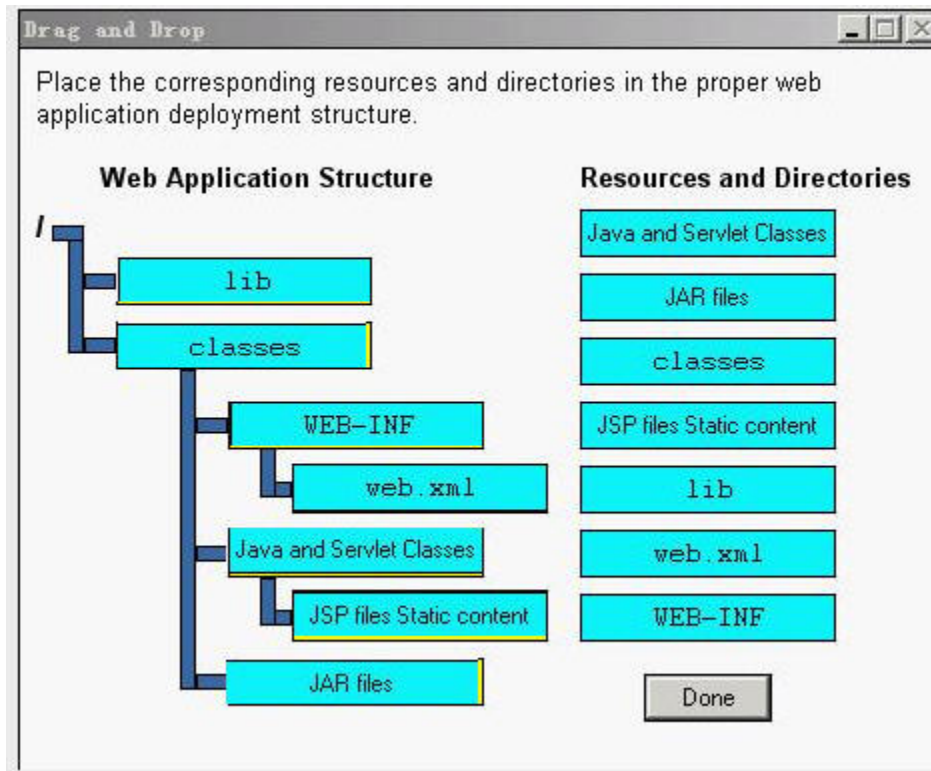 Drag and Drop
Place the corresponding resources and directories in the proper web
application deployment structure.
Web Application Structure
Resources and Directories
/
lib
classes
WEB-INF
web.xml
Java and Servlet Classes
JSP files Static content
JAR files
Java and Servlet Classes
JAR files
classes
JSP files Static content
lib
web.xml
WEB-INF
Done